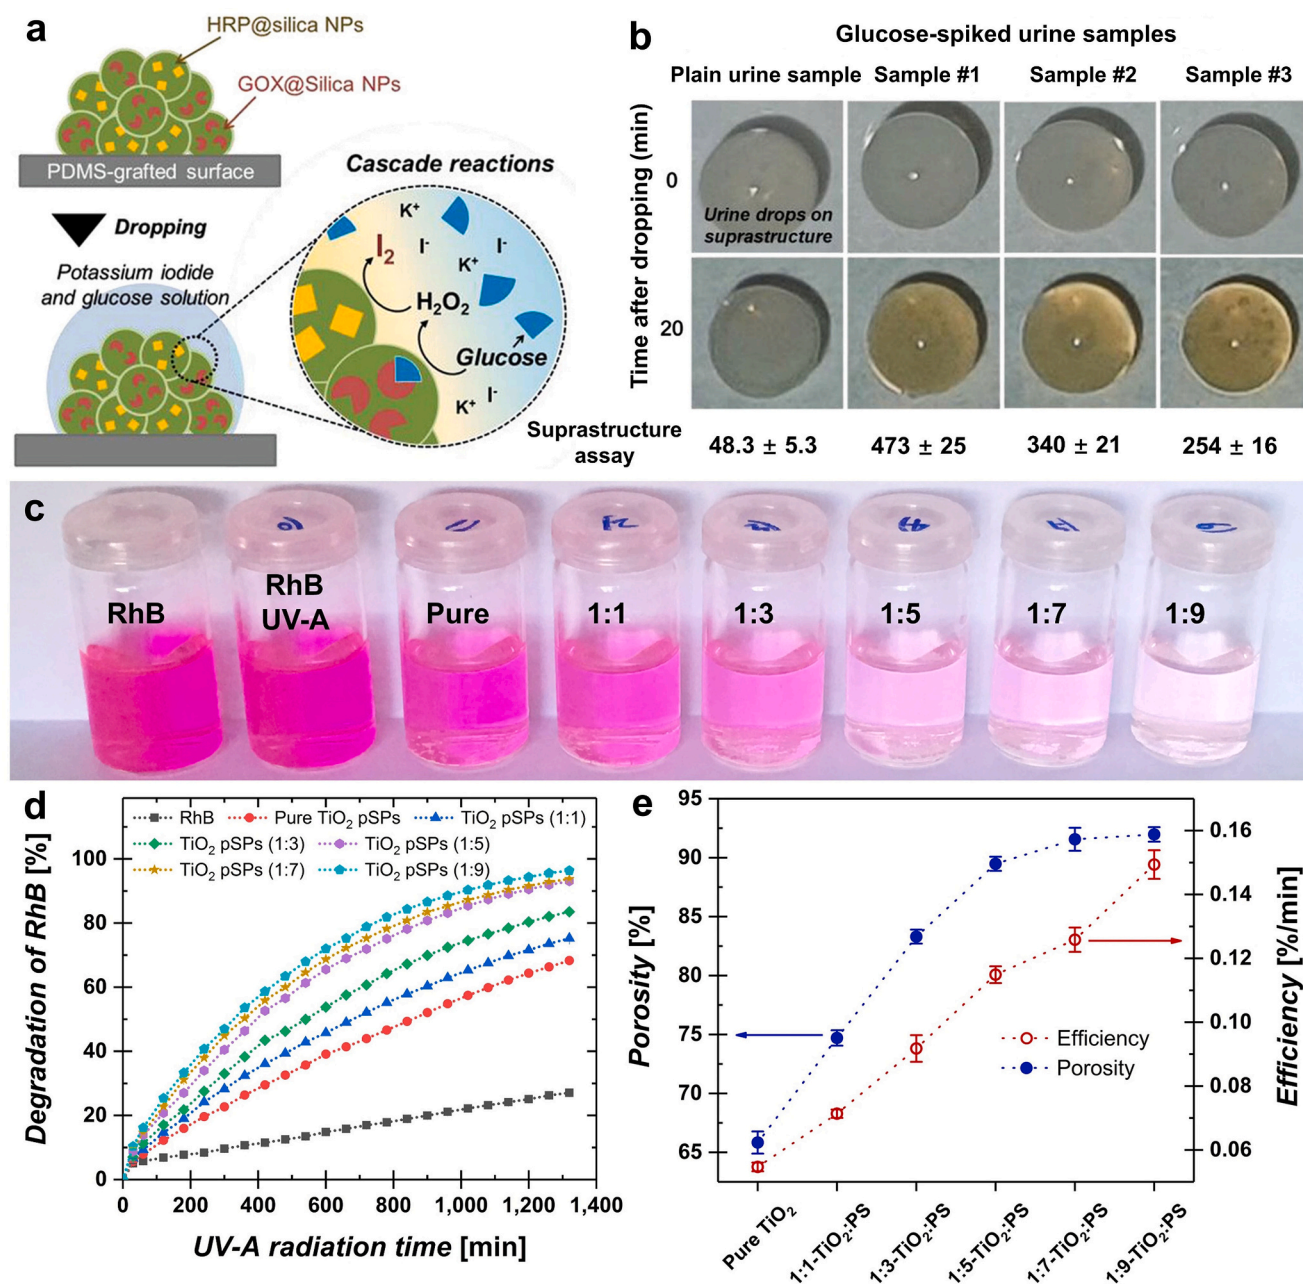 a
HRP@silica NPs
GOX@Silica NPs
PDMS-grafted surface
Dropping
Potassium iodide
and glucose solution
Cascade reactions
K+
I2
I-
I-
K+
H2O2
Glucose
K+
I-
b
Glucose-spiked urine samples
Plain urine sample
Sample #1
Sample #2
Sample #3
Time after dropping (min)
0
20
Urine drops on
suprastructure
Suprastructure
assay
48.3 ± 5.3
473 ± 25
340 ± 21
254 ± 16
c
RhB
RhB
UV-A
Pure
1:1
1:3
1:5
1:7
1:9
d
RhB
Pure TiO2 pSPs
TiO2 pSPs (1:1)
TiO2 pSPs (1:3)
TiO2 pSPs (1:5)
TiO2 pSPs (1:7)
TiO2 pSPs (1:9)
Degradation of RhB [%]
100
80
60
40
20
0
0
200
400
600
800
1,000
1,200
1,400
UV-A radiation time [min]
e
Porosity [%]
95
90
85
80
75
70
65
Efficiency
Porosity
0.16
0.14
0.12
0.10
0.08
0.06
Efficiency [%/min]
Pure TiO2
1:1-TiO2:PS
1:3-TiO2:PS
1:5-TiO2:PS
1:7-TiO2:PS
1:9-TiO2:PS